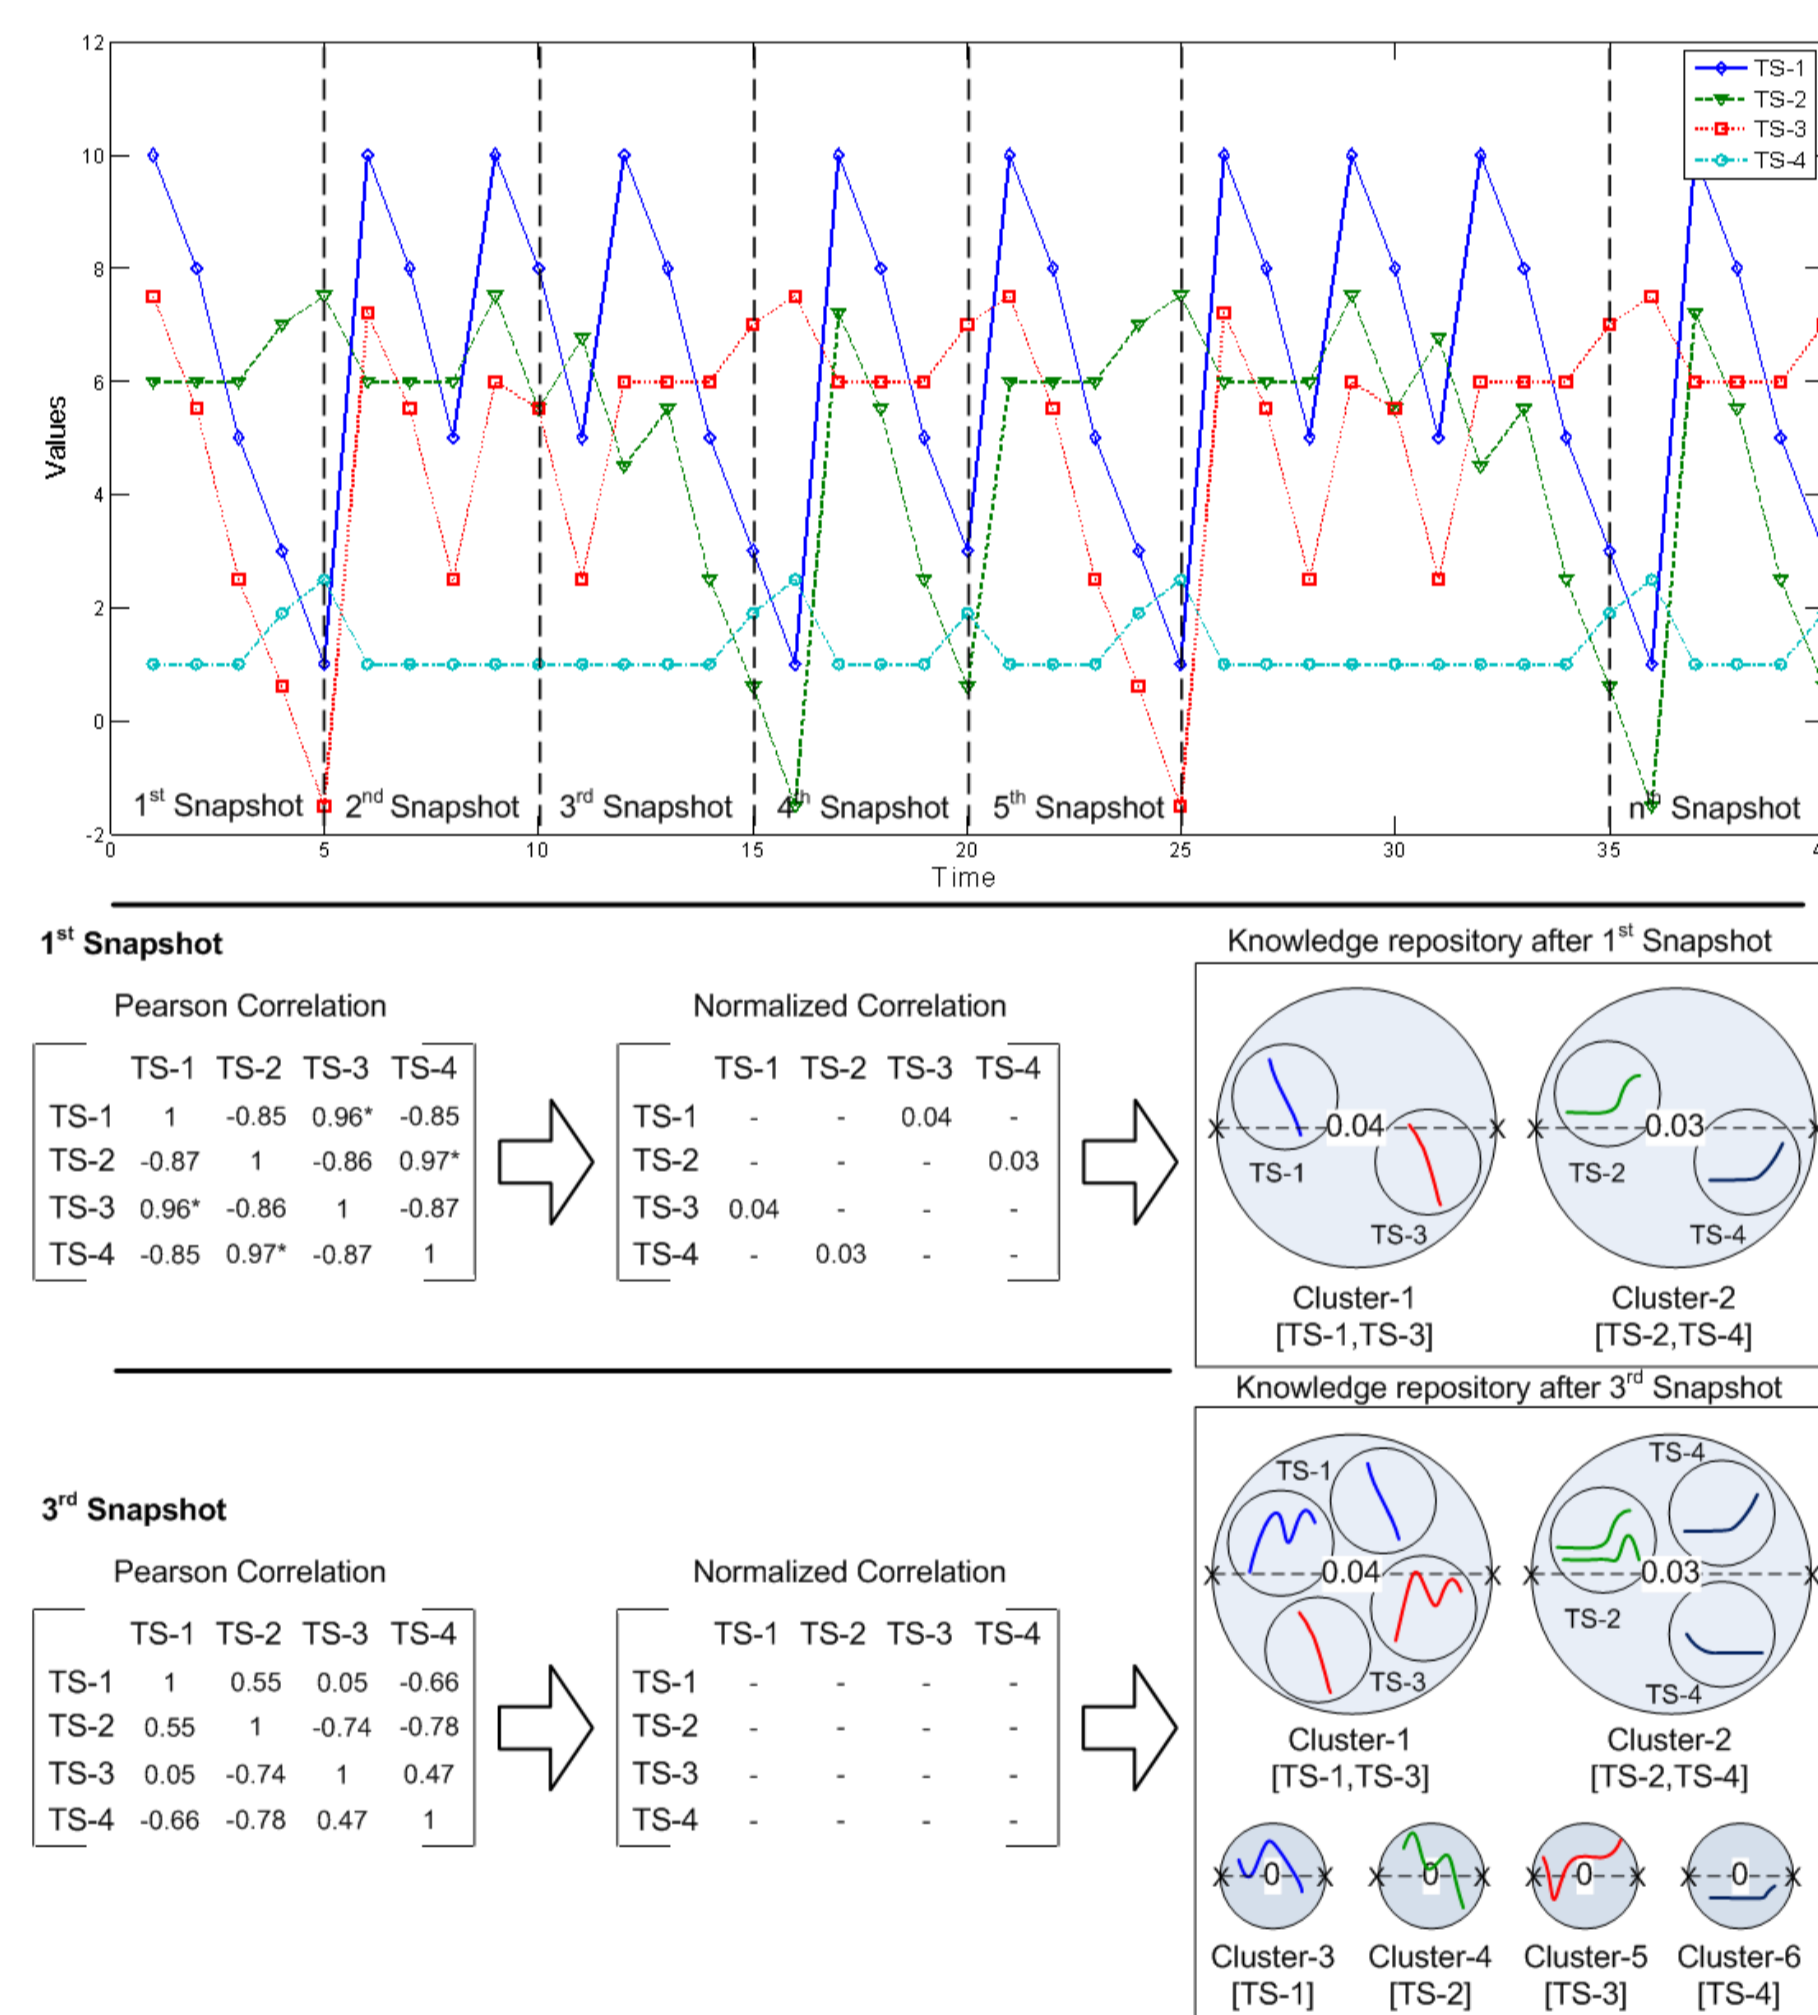 12
10
8
6
4
2
0
-2
Values
TS-1
TS-2
TS-3
TS-4
1st Snapshot
2nd Snapshot
3rd Snapshot
4th Snapshot
5th Snapshot
nth Snapshot
0 5 10 15 20 25 30 35 4
Time
1st Snapshot
Pearson Correlation
TS-1 TS-2 TS-3 TS-4
TS-1 1 -0.85 0.96* -0.85
TS-2 -0.87 1 -0.86 0.97*
TS-3 0.96* -0.86 1 -0.87
TS-4 -0.85 0.97* -0.87 1
Normalized Correlation
TS-1 TS-2 TS-3 TS-4
TS-1 - - 0.04 -
TS-2 - - - 0.03
TS-3 0.04 - - -
TS-4 - 0.03 - -
Knowledge repository after 1st Snapshot
0.04
TS-1
TS-3
Cluster-1
[TS-1,TS-3]
0.03
TS-2
TS-4
Cluster-2
[TS-2,TS-4]
3rd Snapshot
Pearson Correlation
TS-1 TS-2 TS-3 TS-4
TS-1 1 0.55 0.05 -0.66
TS-2 0.55 1 -0.74 -0.78
TS-3 0.05 -0.74 1 0.47
TS-4 -0.66 -0.78 0.47 1
Normalized Correlation
TS-1 TS-2 TS-3 TS-4
TS-1 - - - -
TS-2 - - - -
TS-3 - - - -
TS-4 - - - -
Knowledge repository after 3rd Snapshot
TS-1
0.04
TS-3
Cluster-1
[TS-1,TS-3]
TS-4
0.03
TS-2
TS-4
Cluster-2
[TS-2,TS-4]
0 0 0 0
Cluster-3 Cluster-4 Cluster-5 Cluster-6
[TS-1] [TS-2] [TS-3] [TS-4]